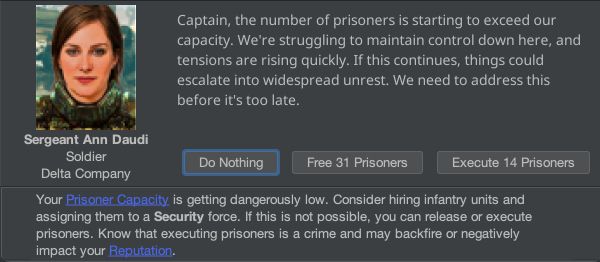 Captain, the number of prisoners is starting to exceed our
capacity. We're struggling to maintain control down here, and
tensions are rising quickly. If this continues, things could
escalate into widespread unrest. We need to address this
before it's too late.
Sergeant Ann Daudi
Soldier
Delta Company
Do Nothing
Free 31 Prisoners
Execute 14 Prisoners
Your Prisoner Capacity is getting dangerously low. Consider hiring infantry units and
assigning them to a Security force. If this is not possible, you can release or execute
prisoners. Know that executing prisoners is a crime and may backfire or negatively
impact your Reputation.